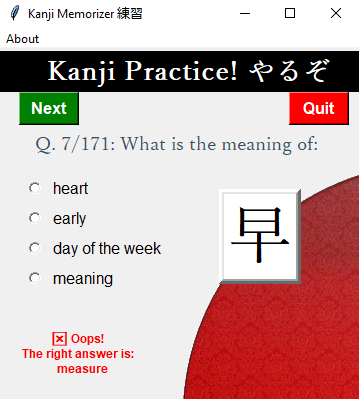 Kanji Memorizer 練習
About
Kanji Practice! やるぞ
Next
Quit
Q. 7/171: What is the meaning of:
heart
early
day of the week
meaning
早
Oops!
The right answer is:
measure